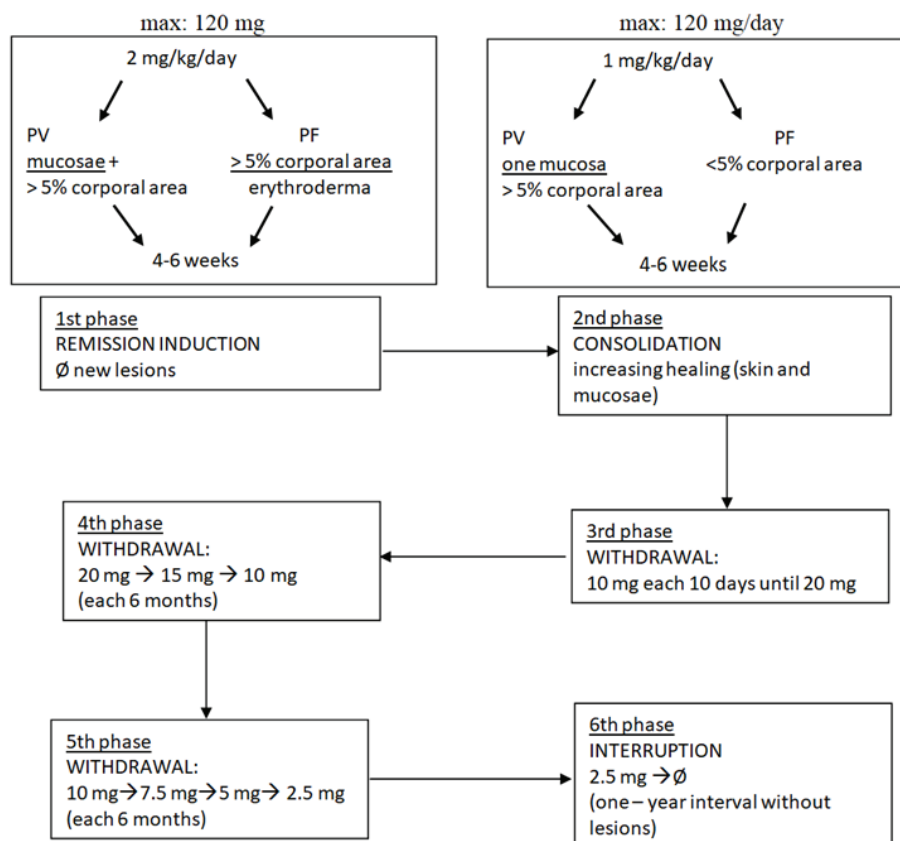 max: 120 mg
2 mg/kg/day
PV
mucosae +
> 5% corporal area
PF
> 5% corporal area
erythroderma
4-6 weeks
max: 120 mg/day
1 mg/kg/day
PV
one mucosa
> 5% corporal area
PF
<5% corporal area
4-6 weeks
1st phase
REMISSION INDUCTION
Ø new lesions
2nd phase
CONSOLIDATION
increasing healing (skin and
mucosae)
3rd phase
WITHDRAWAL:
10 mg each 10 days until 20 mg
4th phase
WITHDRAWAL:
20 mg → 15 mg → 10 mg
(each 6 months)
5th phase
WITHDRAWAL:
10 mg→7.5 mg→5 mg→ 2.5 mg
(each 6 months)
6th phase
INTERRUPTION
2.5 mg →Ø
(one – year interval without
lesions)